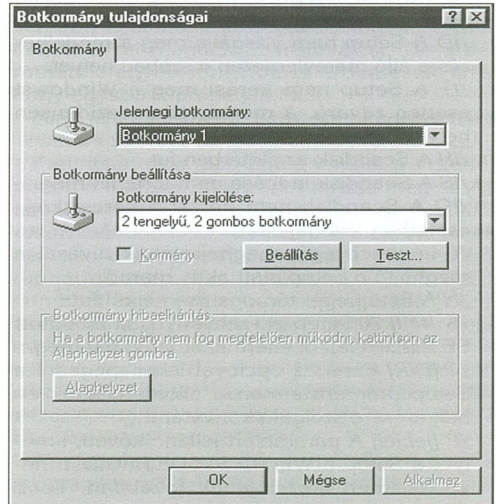 Botkormány tulajdonságai
Botkormány
Jelenlegi botkormány:
Botkormány 1
Botkormány beállítása
Botkormány kijelölése:
2 tengelyű, 2 gombos botkormány
Kormány
Beállítás
Teszt...
Botkormány hibaelhárítás
Ha a botkormány nem fog megfelelően működni, kattintson az
Alaphelyzet gombra.
Alaphelyzet
OK
Mégse
Alkalmaz